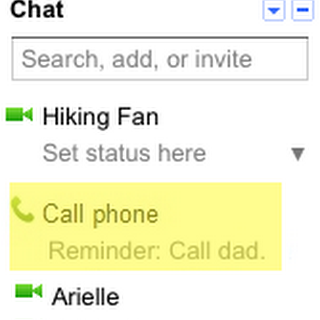 Chat
Search, add, or invite
Hiking Fan
Set status here
Call phone
Reminder: Call dad.
Arielle